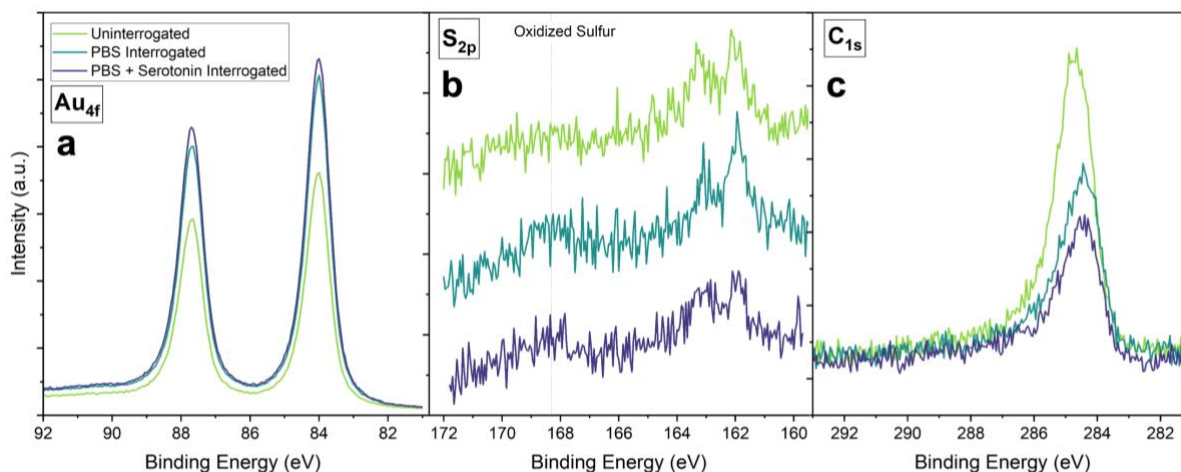 Uninterrogated
PBS Interrogated
PBS + Serotonin Interrogated
Au4f
a
Intensity (a.u.)
92 90 88 86 84 82
Binding Energy (eV)
S2p
Oxidized Sulfur
b
172 170 168 166 164 162 160
Binding Energy (eV)
C1s
c
292 290 288 286 284 282
Binding Energy (eV)